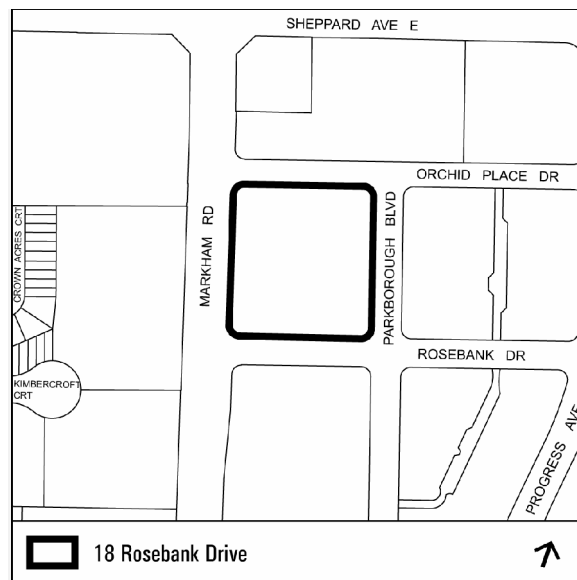 SHEPPARD AVE E
ORCHID PLACE DR
MARKHAM RD
PARKBOROUGH BLVD
CROWN ACRES CRT
ROSEBANK DR
KIMBERCROFT
CRT
PROGRESS AVE
18 Rosebank Drive